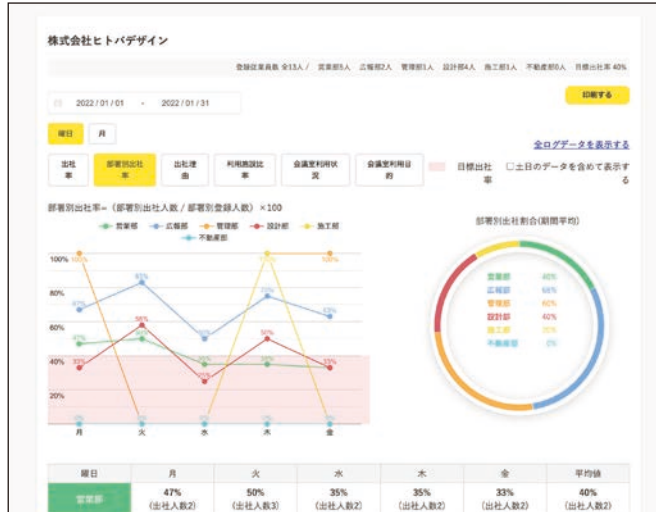 株式会社ヒトバデザイン
登録従業員数 全13人 / 営業部5人 広報部2人 管理部1人 設計部4人 施工部1人 不動産部0人 目標出社率 40%
2022/01/01 - 2022/01/31
印刷する
曜日 月
全ログデータを表示する
出社率 部署別出社率 出社理由 利用施設比率 会議室利用状況 会議室利用目的 目標出社率 □土日のデータを含めて表示する
部署別出社率=（部署別出社人数 / 部署別登録人数）×100
部署別出社割合(期間平均)
営業部 広報部 管理部 設計部 施工部
不動産部
100%
80%
60%
40%
20%
月 火 水 木 金
営業部 40%
広報部 68%
管理部 60%
設計部 40%
施工部
不動産部 0%
曜日 月 火 水 木 金 平均値
営業部 47% 50% 35% 35% 33% 40%
(出社人数2) (出社人数3) (出社人数2) (出社人数2) (出社人数2) (出社人数2)